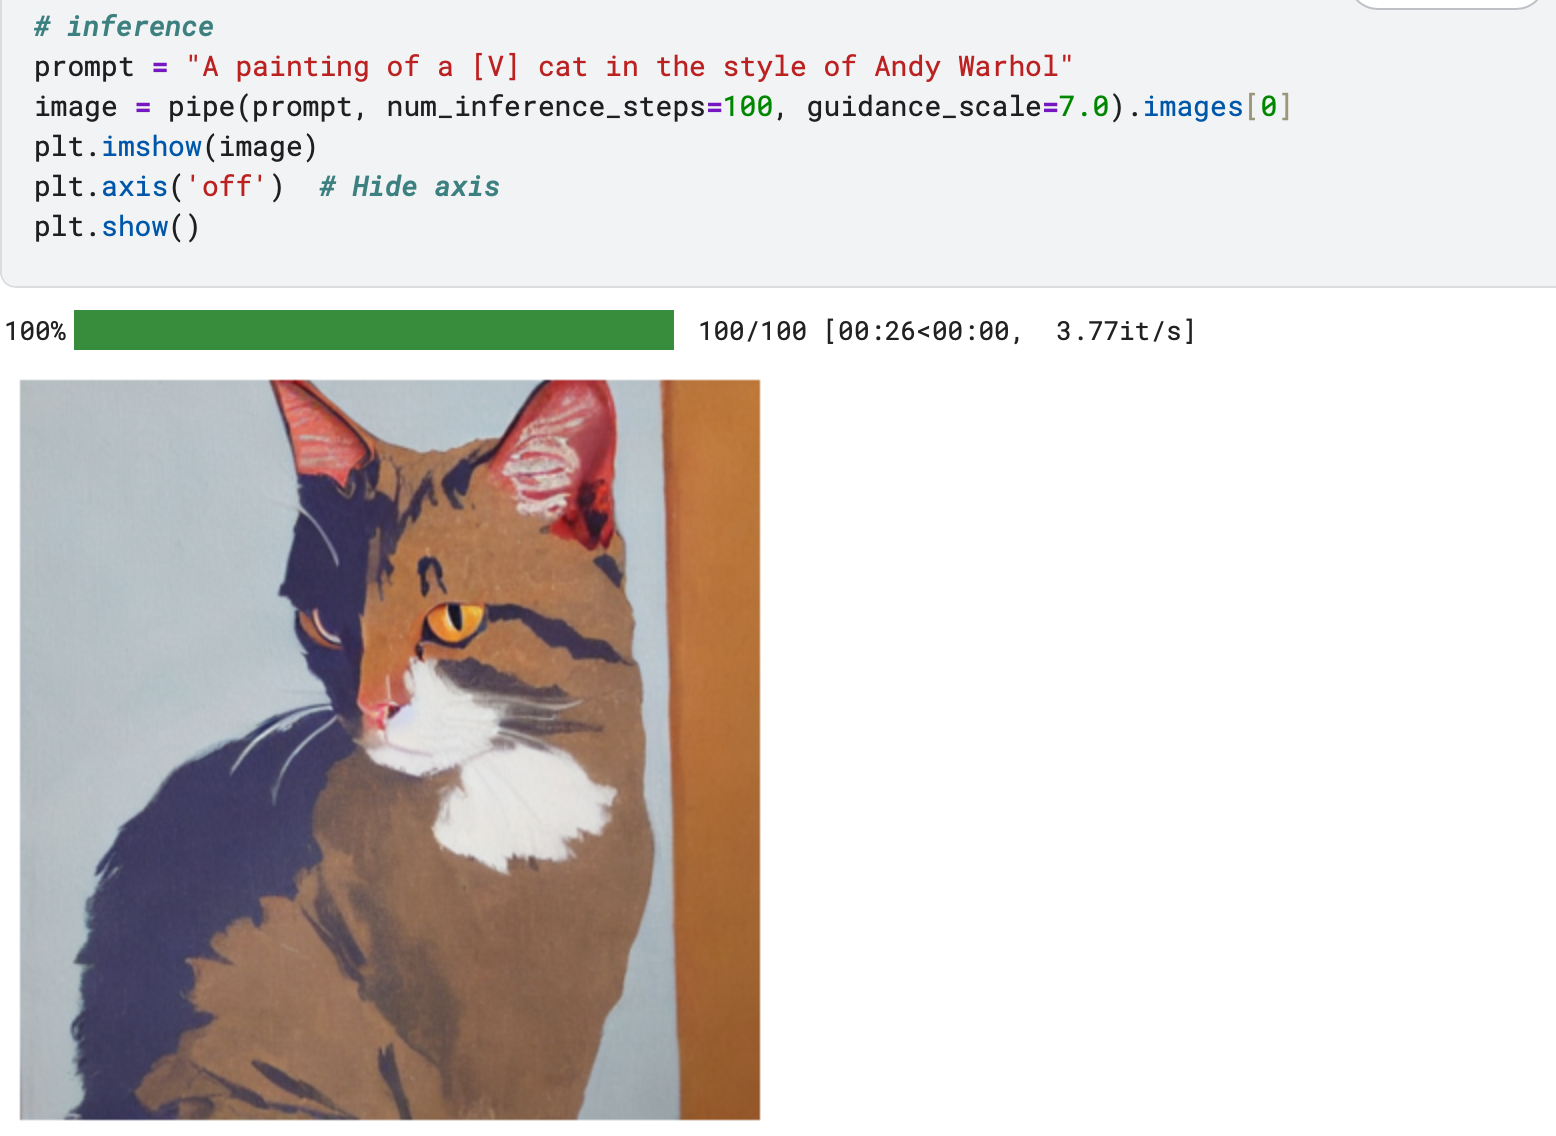 # inference
prompt = "A painting of a [V] cat in the style of Andy Warhol"
image = pipe(prompt, num_inference_steps=100, guidance_scale=7.0).images[0]
plt.imshow(image)
plt.axis('off')  # Hide axis
plt.show()
100% 100/100 [00:26<00:00,  3.77it/s]